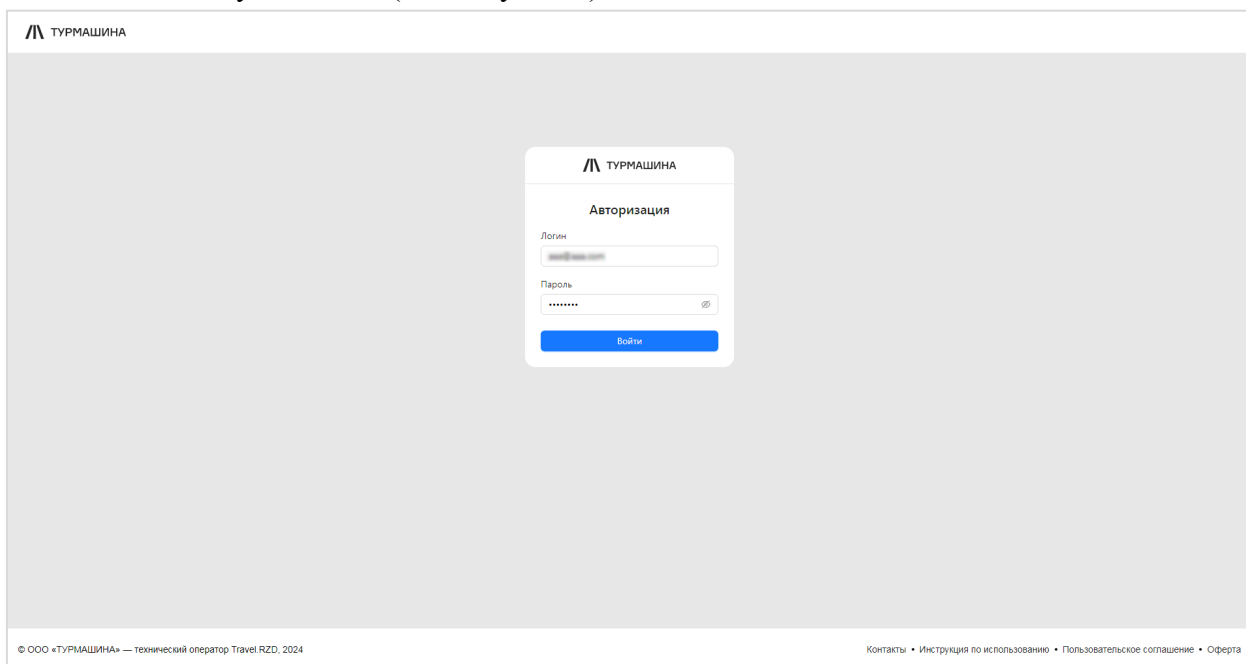 ТУРМАШИНА
ТУРМАШИНА
Авторизация
Логин
Пароль
••••••••
Войти
© ООО «ТУРМАШИНА» — технический оператор Travel.RZD, 2024
Контакты • Инструкция по использованию • Пользовательское соглашение • Оферта